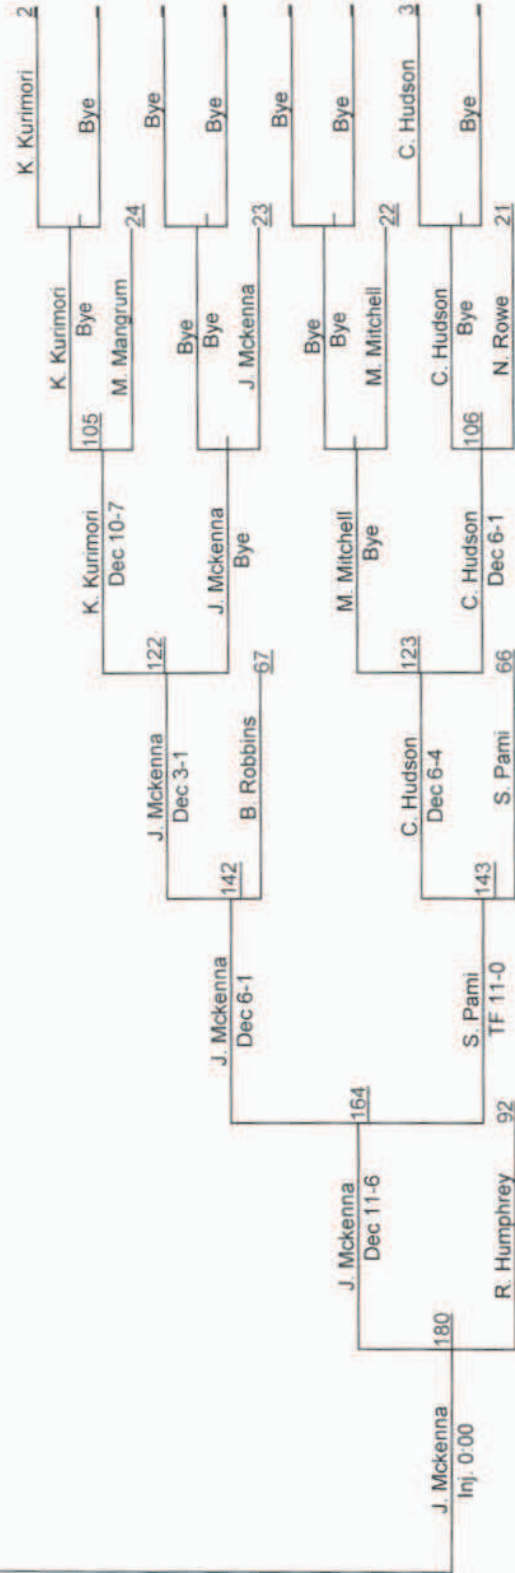 2
K. Kurimori
Bye
Bye
Bye
Bye
Bye
3
C. Hudson
Bye
K. Kurimori
Bye
24
M. Mangrum
Bye
Bye
23
J. Mckenna
Bye
Bye
22
M. Mitchell
C. Hudson
Bye
21
N. Rowe
105
K. Kurimori
Dec 10-7
J. Mckenna
Bye
M. Mitchell
Bye
106
C. Hudson
Dec 6-1
122
J. Mckenna
Dec 3-1
67
B. Robbins
123
C. Hudson
Dec 6-4
66
S. Pami
142
J. Mckenna
Dec 6-1
143
S. Pami
TF 11-0
164
J. Mckenna
Dec 11-6
92
R. Humphrey
180
J. Mckenna
Inj. 0:00